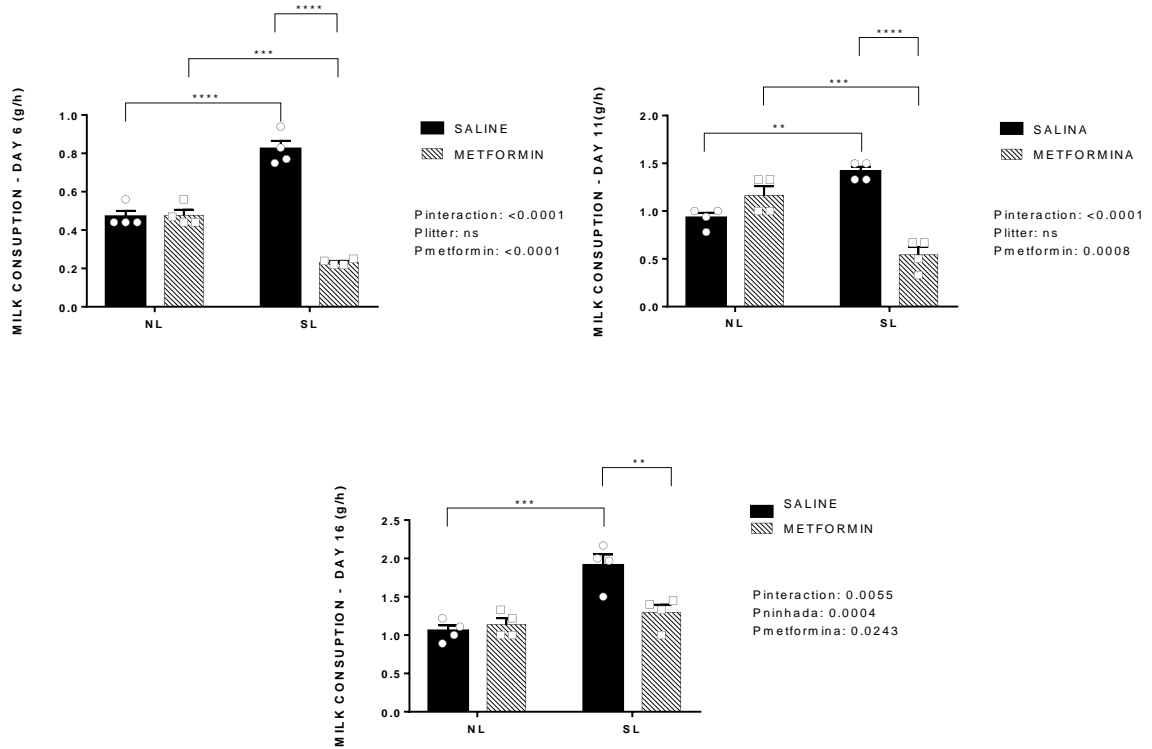 ****
***
****
MILK CONSUPTION - DAY 6 (g/h)
1.0
0.8
0.6
0.4
0.2
0.0
NL SL
SALINE
METFORMIN
Pinteraction: <0.0001
Plitter: ns
Pmetformin: <0.0001
****
***
**
MILK CONSUPTION - DAY 11(g/h)
2.0
1.5
1.0
0.5
0.0
NL SL
SALINA
METFORMINA
Pinteraction: <0.0001
Plitter: ns
Pmetformin: 0.0008
**
***
MILK CONSUPTION - DAY 16 (g/h)
2.5
2.0
1.5
1.0
0.5
0.0
NL SL
SALINE
METFORMIN
Pinteraction: 0.0055
Pninhada: 0.0004
Pmetformina: 0.0243